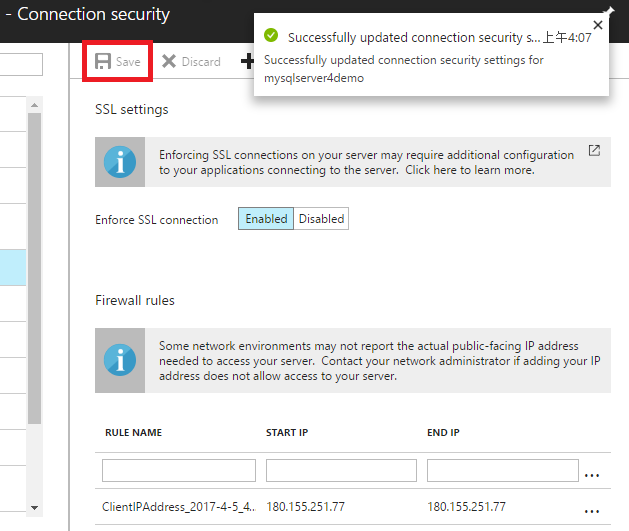 - Connection security
Successfully updated connection security s... 上午4:07
Successfully updated connection security settings for
mysqlserver4demo
Save
Discard
SSL settings
Enforcing SSL connections on your server may require additional configuration
to your applications connecting to the server. Click here to learn more.
Enforce SSL connection
Enabled
Disabled
Firewall rules
Some network environments may not report the actual public-facing IP address
needed to access your server. Contact your network administrator if adding your IP
address does not allow access to your server.
RULE NAME
START IP
END IP
...
ClientIPAddress_2017-4-5_4...
180.155.251.77
180.155.251.77
...